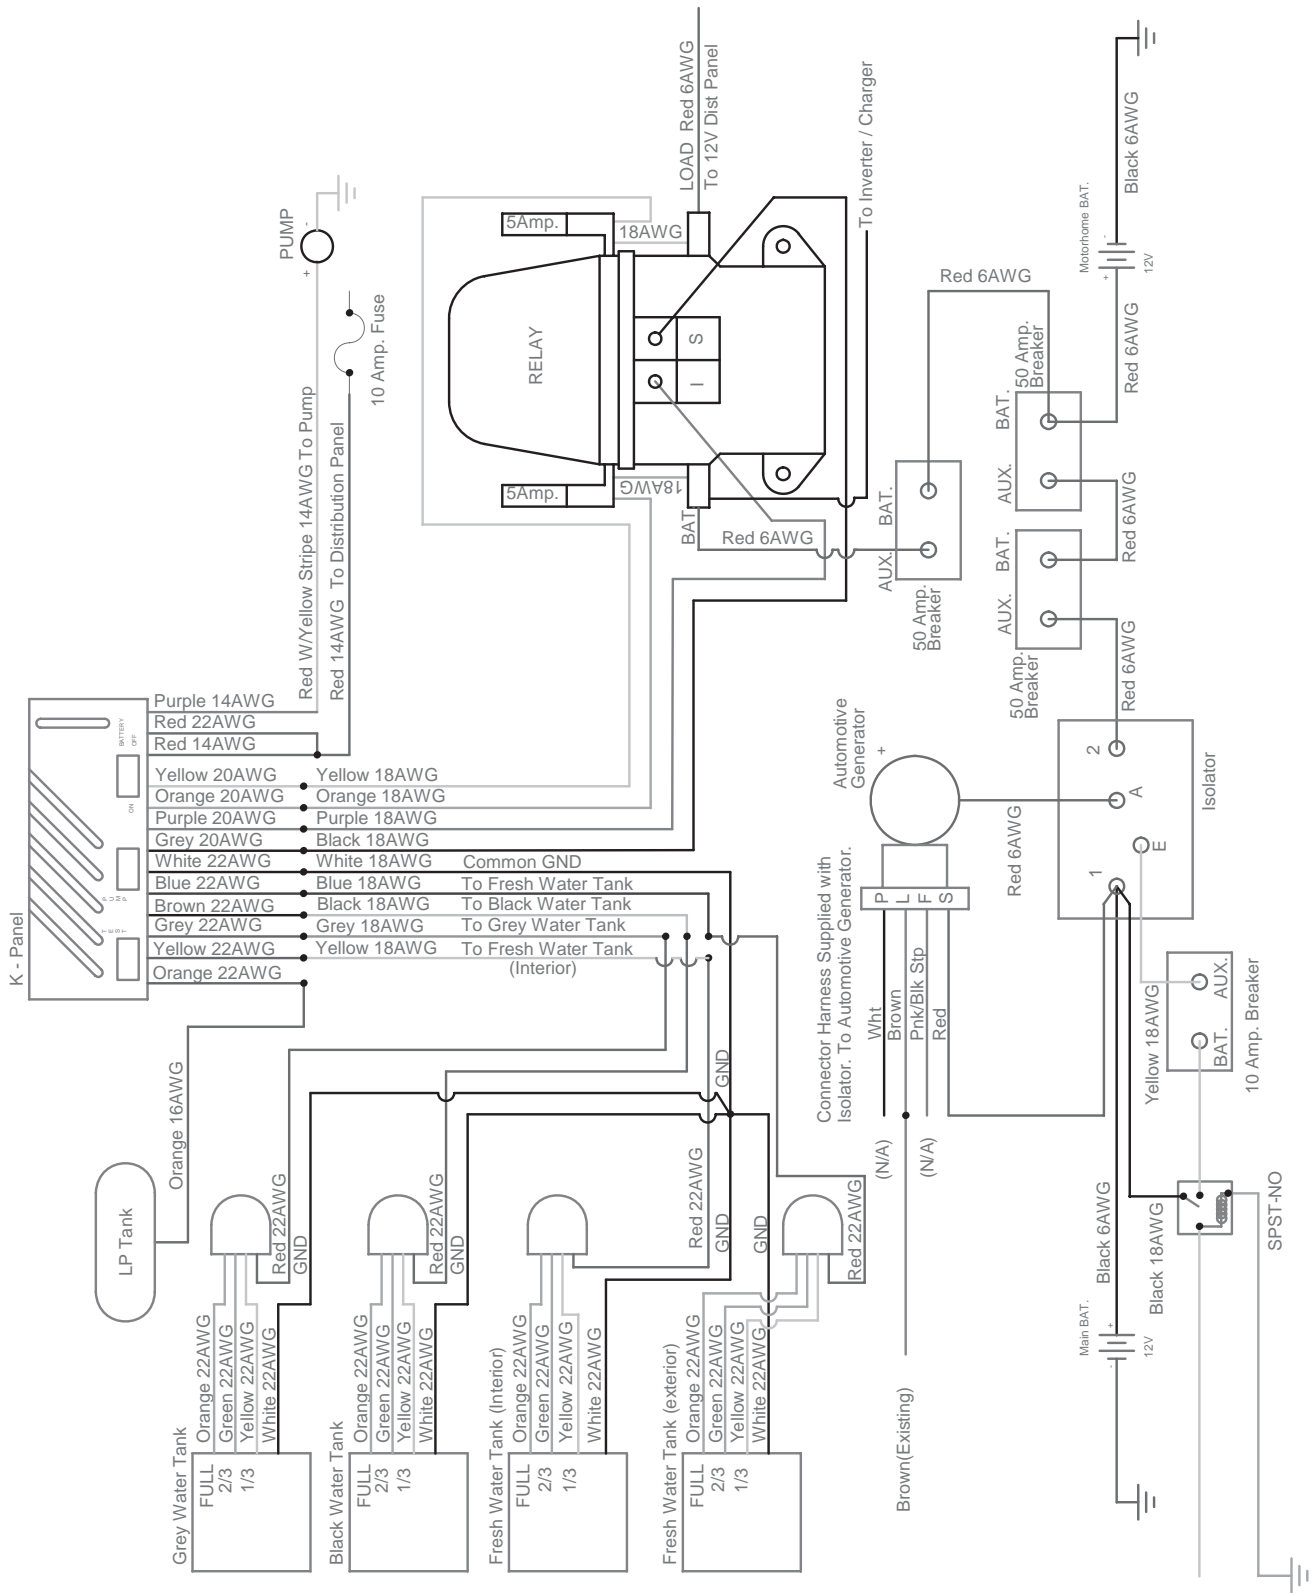 K - Panel
BATTERY
OFF
ON
PUMP
TEST
Purple 14AWG
Red 22AWG
Red 14AWG
Yellow 20AWG
Orange 20AWG
Purple 20AWG
Grey 20AWG
White 22AWG
Blue 22AWG
Brown 22AWG
Grey 22AWG
Yellow 22AWG
Orange 22AWG
Yellow 18AWG
Orange 18AWG
Purple 18AWG
Black 18AWG
White 18AWG
Blue 18AWG
Black 18AWG
Grey 18AWG
Yellow 18AWG
Common GND
To Fresh Water Tank
To Black Water Tank
To Grey Water Tank
To Fresh Water Tank
(Interior)
Red W/Yellow Stripe 14AWG To Pump
Red 14AWG To Distribution Panel
PUMP
+
-
10 Amp. Fuse
RELAY
5Amp.
18AWG
5Amp.
18AWG
S
I
BAT
LOAD Red 6AWG
To 12V Dist Panel
To Inverter / Charger
Red 6AWG
AUX.
BAT.
50 Amp.
Breaker
Red 6AWG
AUX.
BAT.
50 Amp.
Breaker
Red 6AWG
AUX.
BAT.
50 Amp.
Breaker
Red 6AWG
Red 6AWG
Motorhome BAT.
+
-
12V
Black 6AWG
Automotive
Generator
+
P
L
F
S
Connector Harness Supplied with
Isolator. To Automotive Generator.
Wht
Brown
Pnk/Blk Stp
Red
(N/A)
(N/A)
Brown(Existing)
Red 6AWG
Isolator
2
A
E
1
Yellow 18AWG
BAT.
AUX.
10 Amp. Breaker
Black 6AWG
Black 18AWG
SPST-NO
Main BAT.
+
-
12V
LP Tank
Orange 16AWG
Red 22AWG
GND
Red 22AWG
GND
Red 22AWG
GND
GND
GND
Red 22AWG
Grey Water Tank
FULL
2/3
1/3
Orange 22AWG
Green 22AWG
Yellow 22AWG
White 22AWG
Black Water Tank
FULL
2/3
1/3
Orange 22AWG
Green 22AWG
Yellow 22AWG
White 22AWG
Fresh Water Tank (Interior)
FULL
2/3
1/3
Orange 22AWG
Green 22AWG
Yellow 22AWG
White 22AWG
Fresh Water Tank (exterior)
FULL
2/3
1/3
Orange 22AWG
Green 22AWG
Yellow 22AWG
White 22AWG